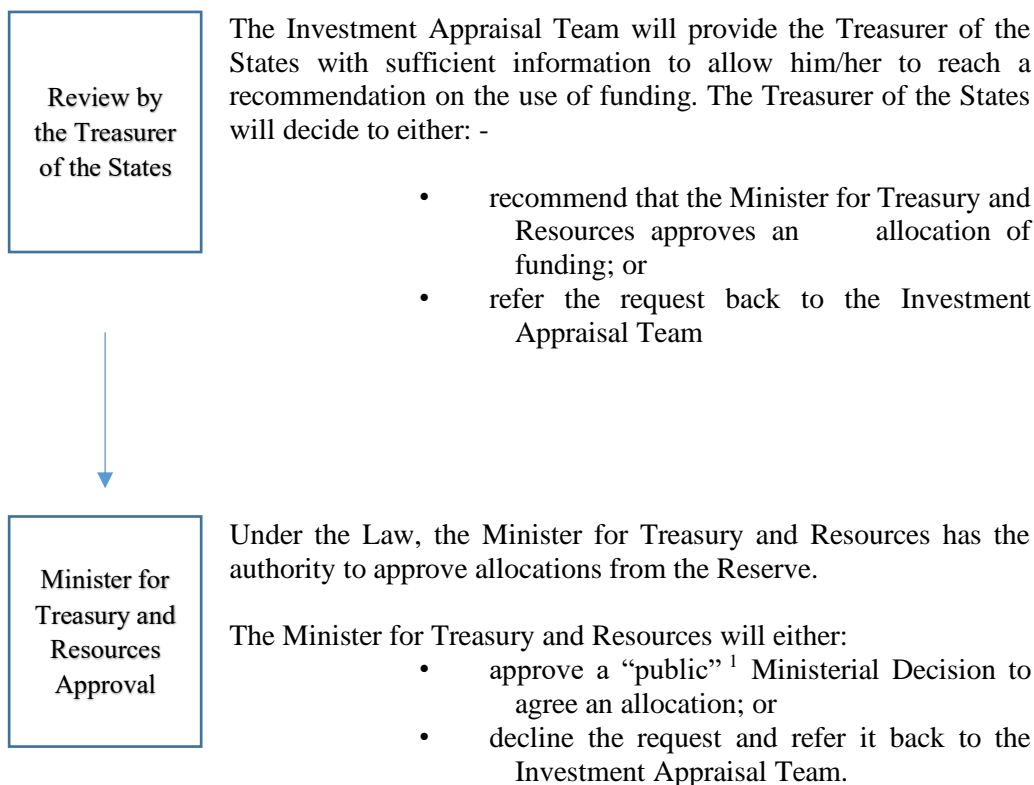 Review by
the Treasurer
of the States
The Investment Appraisal Team will provide the Treasurer of the
States with sufficient information to allow him/her to reach a
recommendation on the use of funding. The Treasurer of the States
will decide to either: -
• recommend that the Minister for Treasury and
Resources approves an allocation of
funding; or
• refer the request back to the Investment
Appraisal Team
Minister for
Treasury and
Resources
Approval
Under the Law, the Minister for Treasury and Resources has the
authority to approve allocations from the Reserve.
The Minister for Treasury and Resources will either:
• approve a “public” 1 Ministerial Decision to
agree an allocation; or
• decline the request and refer it back to the
Investment Appraisal Team.